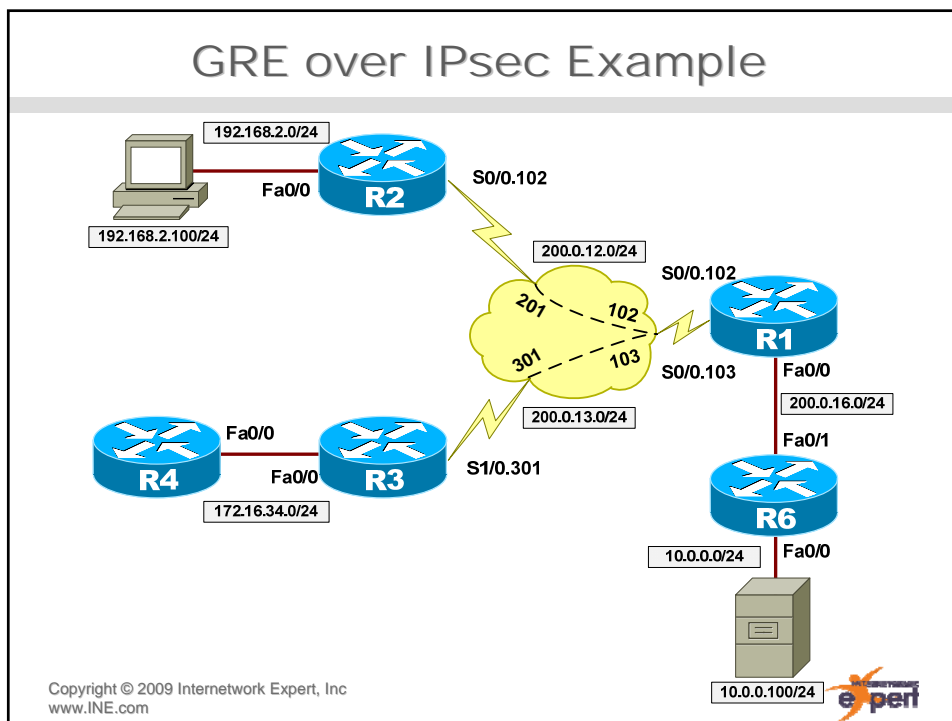 GRE over IPsec Example
192.168.2.0/24
Fa0/0
R2
S0/0.102
192.168.2.100/24
200.0.12.0/24
S0/0.102
201
102
R1
301
103
S0/0.103
Fa0/0
200.0.13.0/24
200.0.16.0/24
Fa0/0
Fa0/1
R4
Fa0/0
R3
S1/0.301
172.16.34.0/24
R6
10.0.0.0/24
Fa0/0
10.0.0.100/24
Copyright © 2009 Internetwork Expert, Inc
www.INE.com
INTERNETWORK
expert